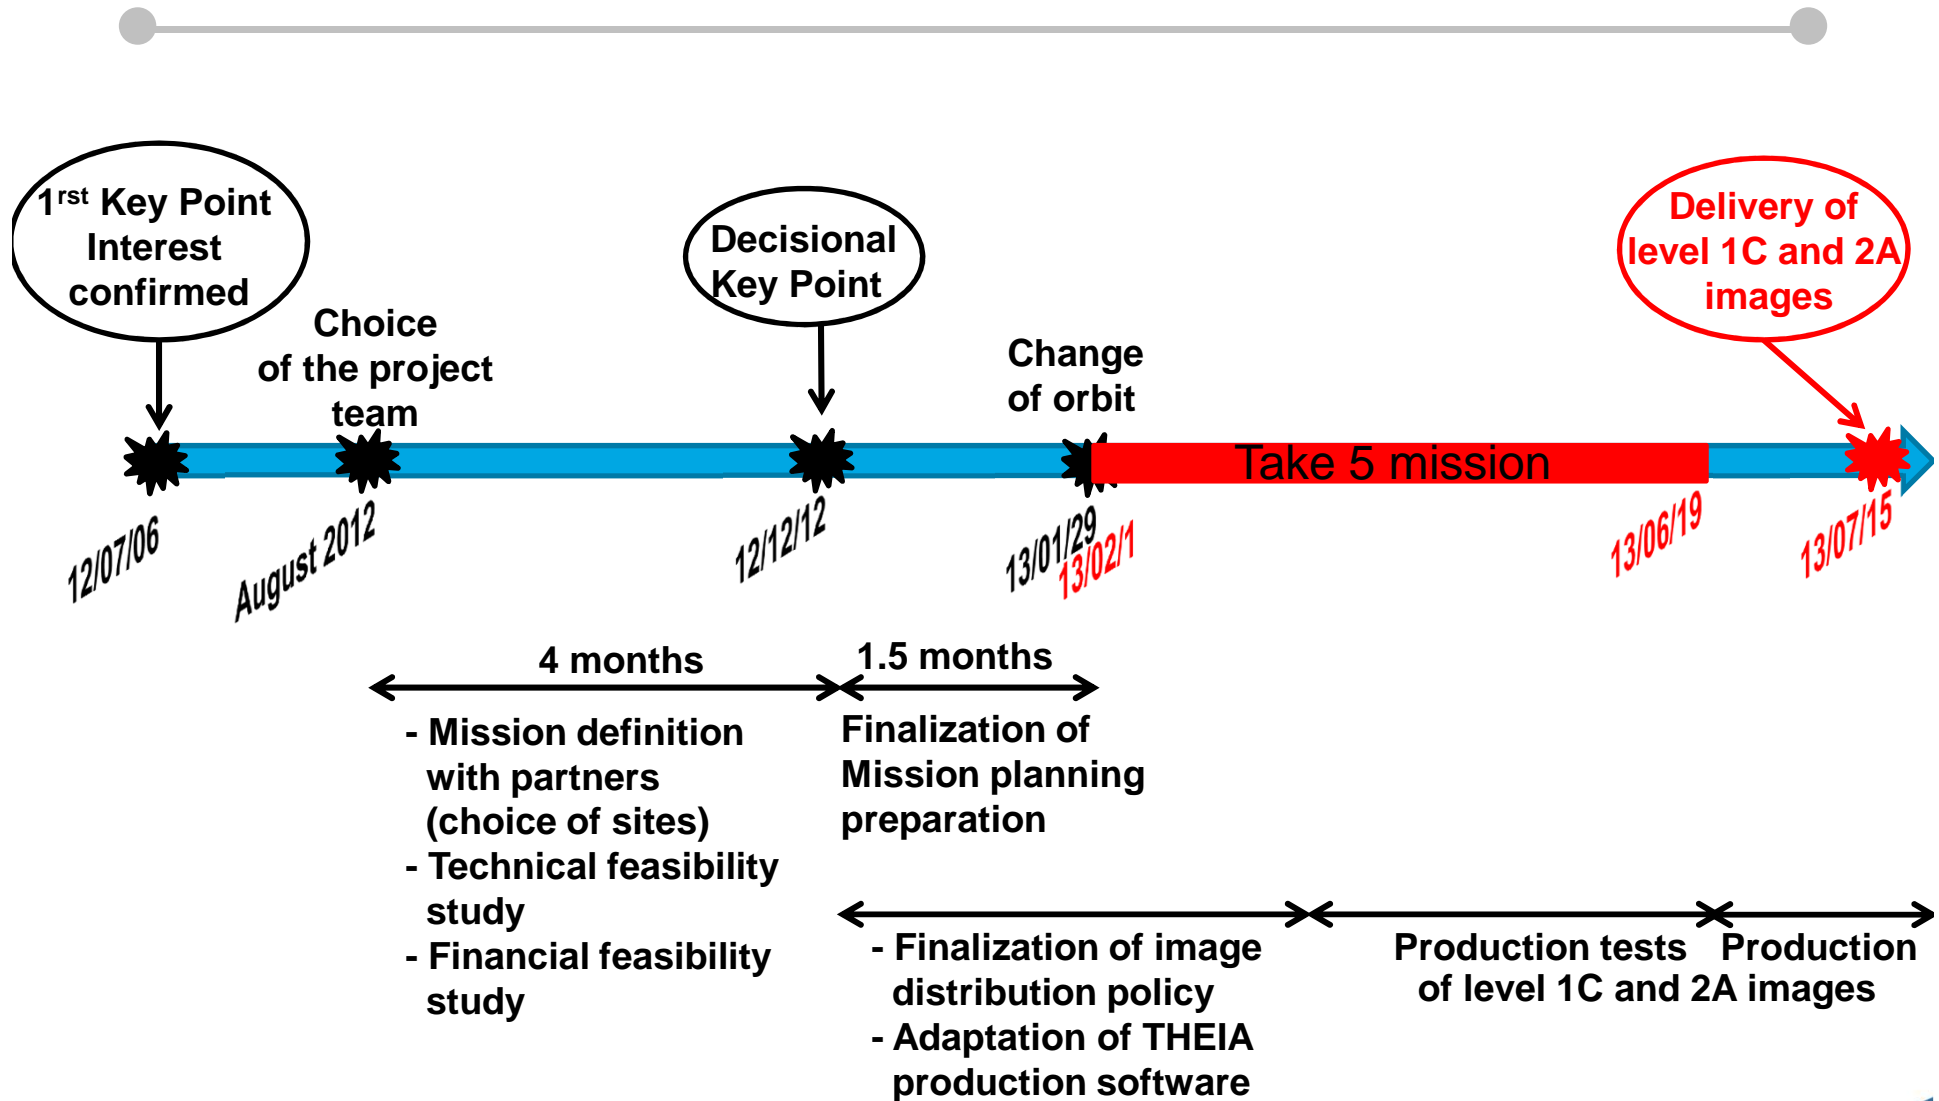 1rst Key Point
Interest
confirmed
Choice
of the project
team
Decisional
Key Point
Change
of orbit
Delivery of
level 1C and 2A
images
Take 5 mission
12/07/06
August 2012
12/12/12
13/01/29
13/02/1
13/06/19
13/07/15
4 months
1.5 months
- Mission definition
with partners
(choice of sites)
- Technical feasibility
study
- Financial feasibility
study
Finalization of
Mission planning
preparation
- Finalization of image
distribution policy
- Adaptation of THEIA
production software
Production tests Production
of level 1C and 2A images